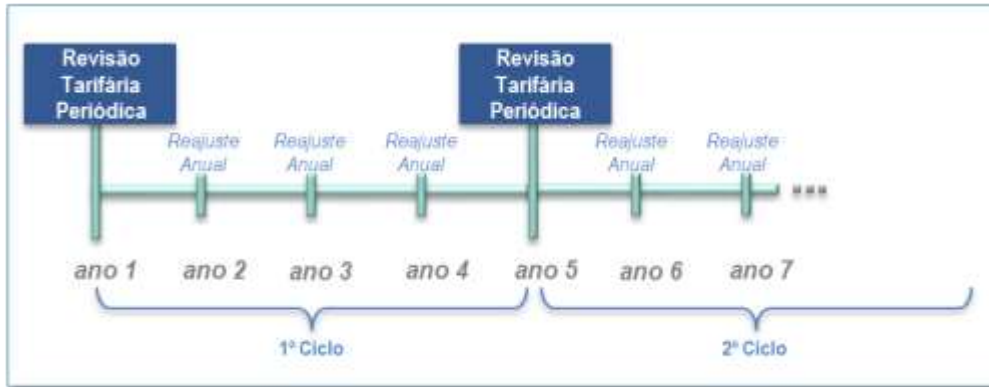 Revisão
Tarifária
Periódica
Revisão
Tarifária
Periódica
Reajuste
Anual
Reajuste
Anual
Reajuste
Anual
Reajuste
Anual
Reajuste
Anual
ano 1
ano 2
ano 3
ano 4
ano 5
ano 6
ano 7
1º Ciclo
2º Ciclo